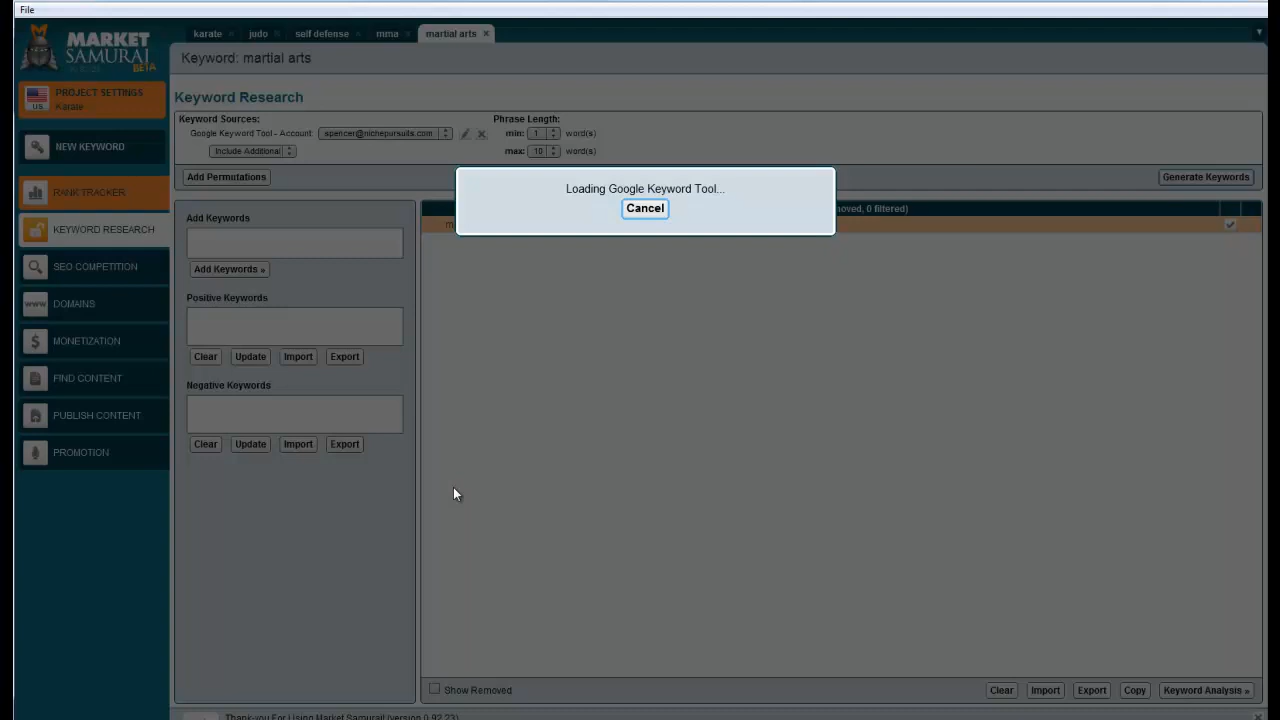 File
MARKET SAMURAI BETA
karate
judo
self defense
mma
martial arts
Keyword: martial arts
PROJECT SETTINGS
Karate
US
NEW KEYWORD
RANK TRACKER
KEYWORD RESEARCH
SEO COMPETITION
www
DOMAINS
$
MONETIZATION
FIND CONTENT
PUBLISH CONTENT
PROMOTION
Keyword Research
Keyword Sources:
Phrase Length:
Google Keyword Tool - Account: spencer@nichepursuits.com
min: 1 word(s)
Include Additional
max: 10 word(s)
Add Permutations
Generate Keywords
Loading Google Keyword Tool...
Cancel
Add Keywords
Add Keywords »
Positive Keywords
Clear Update Import Export
Negative Keywords
Clear Update Import Export
0 filtered)
Show Removed
Clear Import Export Copy Keyword Analysis »
Thank-you For Using Market Samurai! (version 0.92.23)